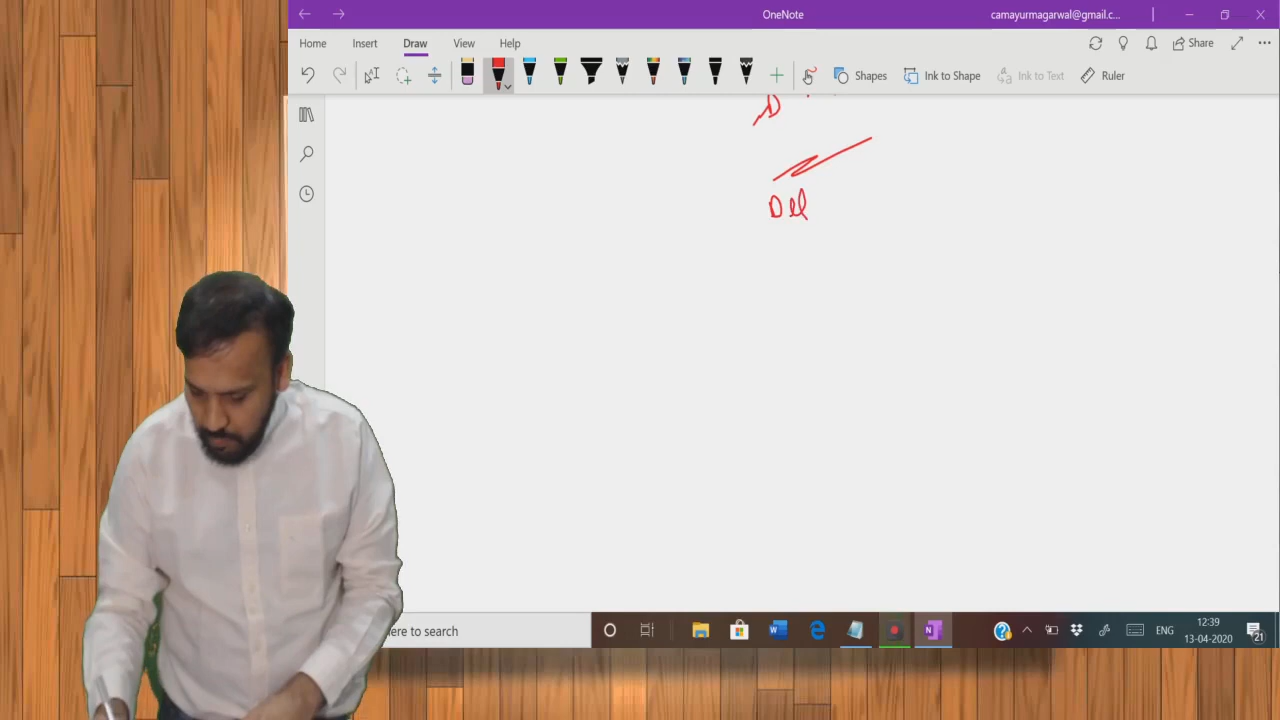 OneNote
camayurmagarwal@gmail.c...
Home Insert Draw View Help
Share
Shapes Ink to Shape Ink to Text Ruler
D
Del
here to search
ENG
12:39
13-04-2020
21